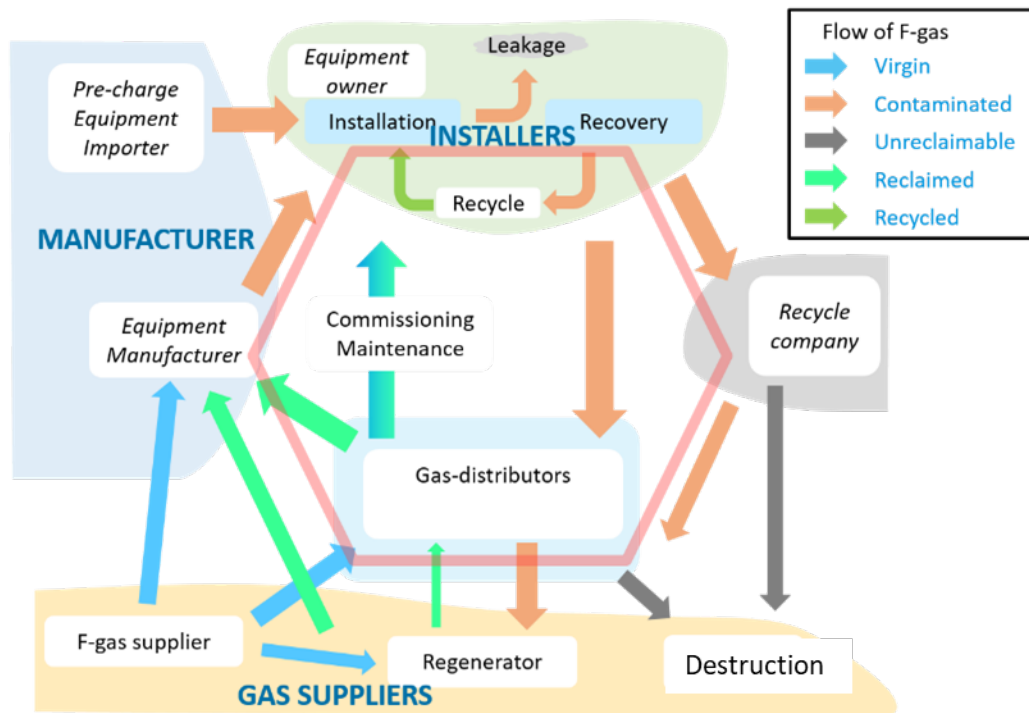 Leakage
Equipment
owner
Pre-charge
Equipment
Importer
Installation
Recovery
INSTALLERS
Recycle
MANUFACTURER
Commissioning
Maintenance
Equipment
Manufacturer
Recycle
company
Gas-distributors
F-gas supplier
Regenerator
Destruction
GAS SUPPLIERS
Flow of F-gas
Virgin
Contaminated
Unreclaimable
Reclaimed
Recycled